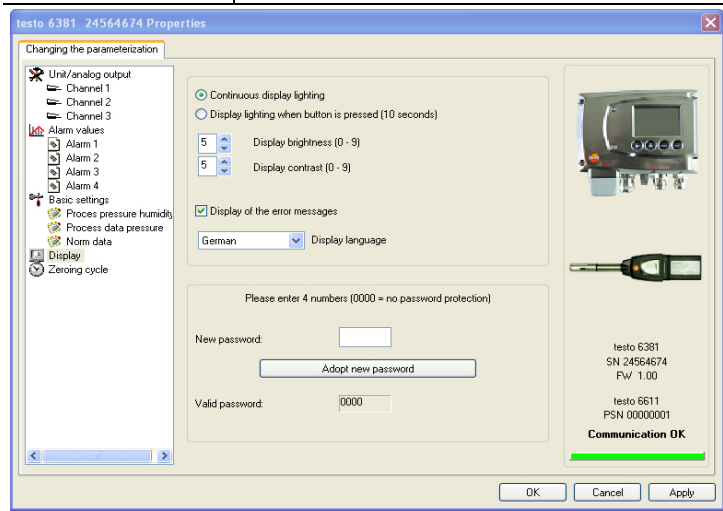 testo 6381 24564674 Properties
Changing the parameterization
Unit/analog output
Channel 1
Channel 2
Channel 3
Alarm values
Alarm 1
Alarm 2
Alarm 3
Alarm 4
Basic settings
Proces pressure humidity
Process data pressure
Norm data
Display
Zeroing cycle
Continuous display lighting
Display lighting when button is pressed (10 seconds)
5 Display brightness (0 - 9)
5 Display contrast (0 - 9)
Display of the error messages
German Display language
Please enter 4 numbers (0000 = no password protection)
New password:
Adopt new password
Valid password: 0000
testo 6381
SN 24564674
FW 1.00
testo 6611
PSN 00000001
Communication OK
OK Cancel Apply